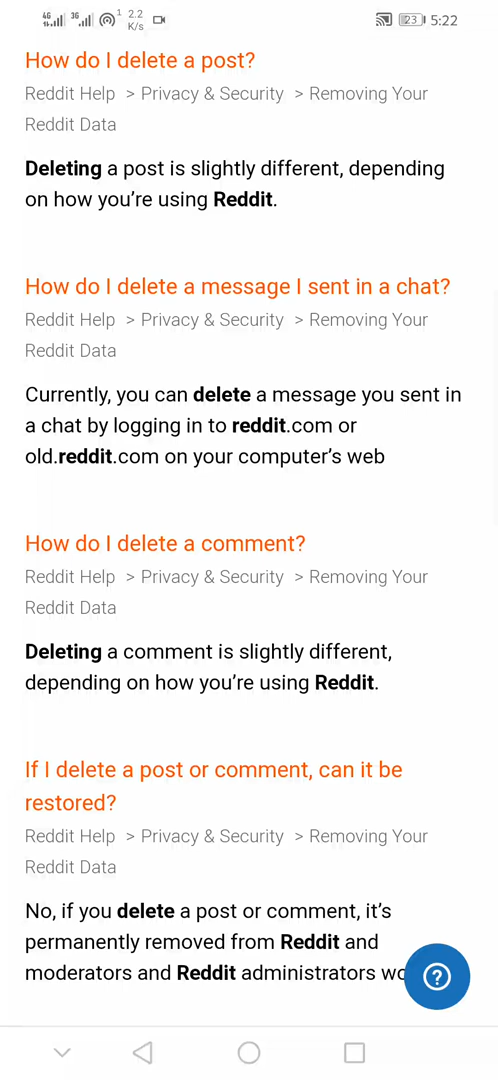 4G 3G 1 2.2 K/s 23 5:22
How do I delete a post?
Reddit Help > Privacy & Security > Removing Your
Reddit Data
Deleting a post is slightly different, depending
on how you’re using Reddit.
How do I delete a message I sent in a chat?
Reddit Help > Privacy & Security > Removing Your
Reddit Data
Currently, you can delete a message you sent in
a chat by logging in to reddit.com or
old.reddit.com on your computer’s web
How do I delete a comment?
Reddit Help > Privacy & Security > Removing Your
Reddit Data
Deleting a comment is slightly different,
depending on how you’re using Reddit.
If I delete a post or comment, can it be
restored?
Reddit Help > Privacy & Security > Removing Your
Reddit Data
No, if you delete a post or comment, it’s
permanently removed from Reddit and
moderators and Reddit administrators
?